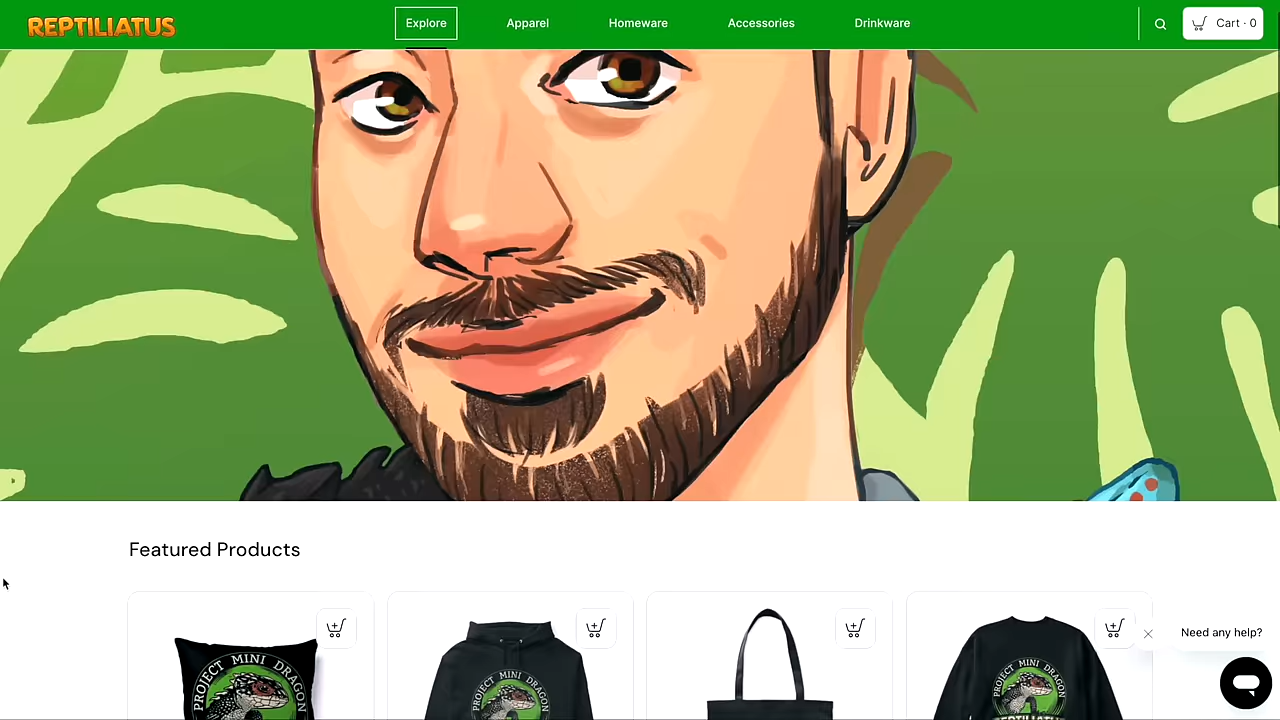 REPTILIATUS
Explore
Apparel
Homeware
Accessories
Drinkware
Cart · 0
Featured Products
PROJECT MINI DRAGON
PROJECT MINI DRAGON
PROJECT MINI DRAGON
REPTILIATUS
Need any help?